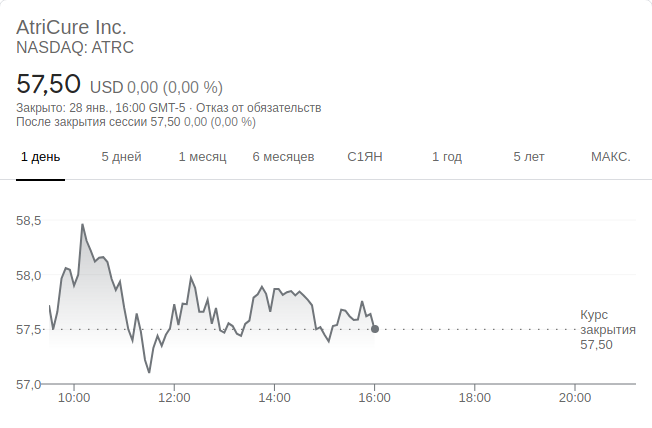 AtriCure Inc.
NASDAQ: ATRC
57,50 USD 0,00 (0,00 %)
Закрыто: 28 янв., 16:00 GMT-5 · Отказ от обязательств
После закрытия сессии 57,50 0,00 (0,00 %)
1 день 5 дней 1 месяц 6 месяцев С1ЯН 1 год 5 лет МАКС.
58,5
58,0
57,5
57,0
Курс
закрытия
57,50
10:00 12:00 14:00 16:00 18:00 20:00